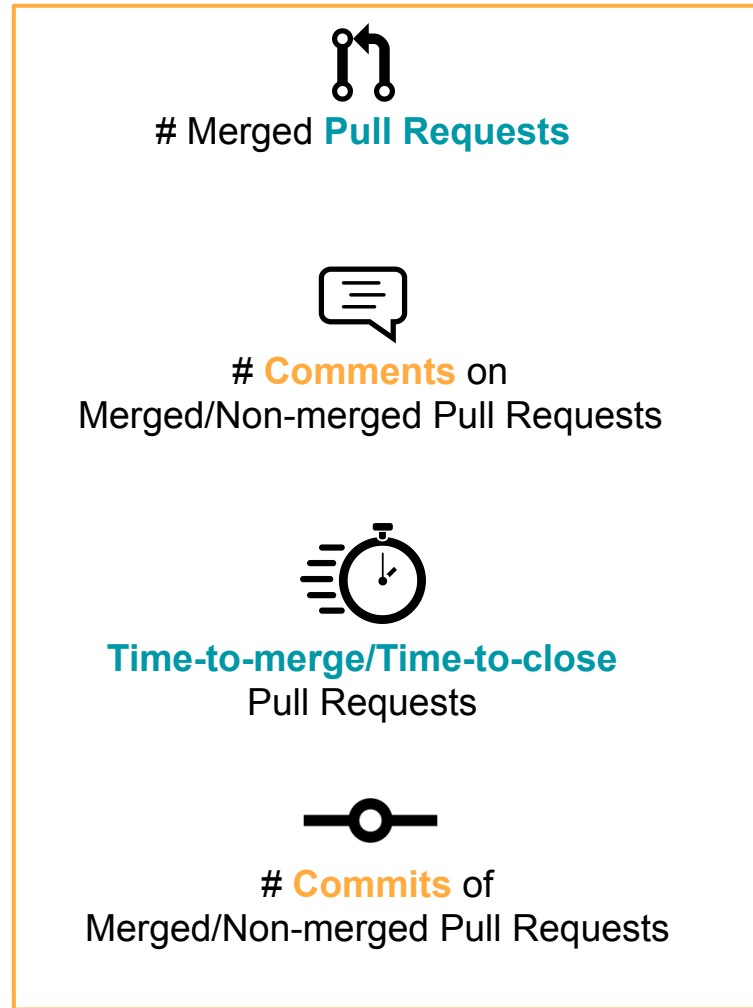 # Merged Pull Requests
# Comments on
Merged/Non-merged Pull Requests
Time-to-merge/Time-to-close
Pull Requests
# Commits of
Merged/Non-merged Pull Requests